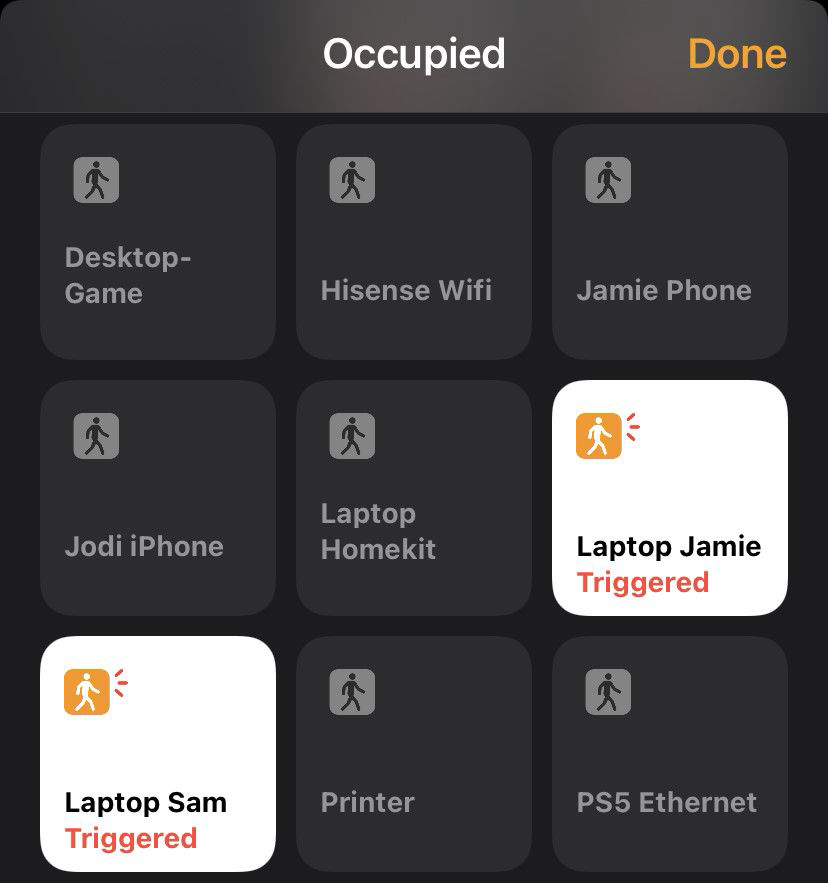 Occupied
Done
Desktop-
Game
Hisense Wifi
Jamie Phone
Jodi iPhone
Laptop
Homekit
Laptop Jamie
Triggered
Laptop Sam
Triggered
Printer
PS5 Ethernet